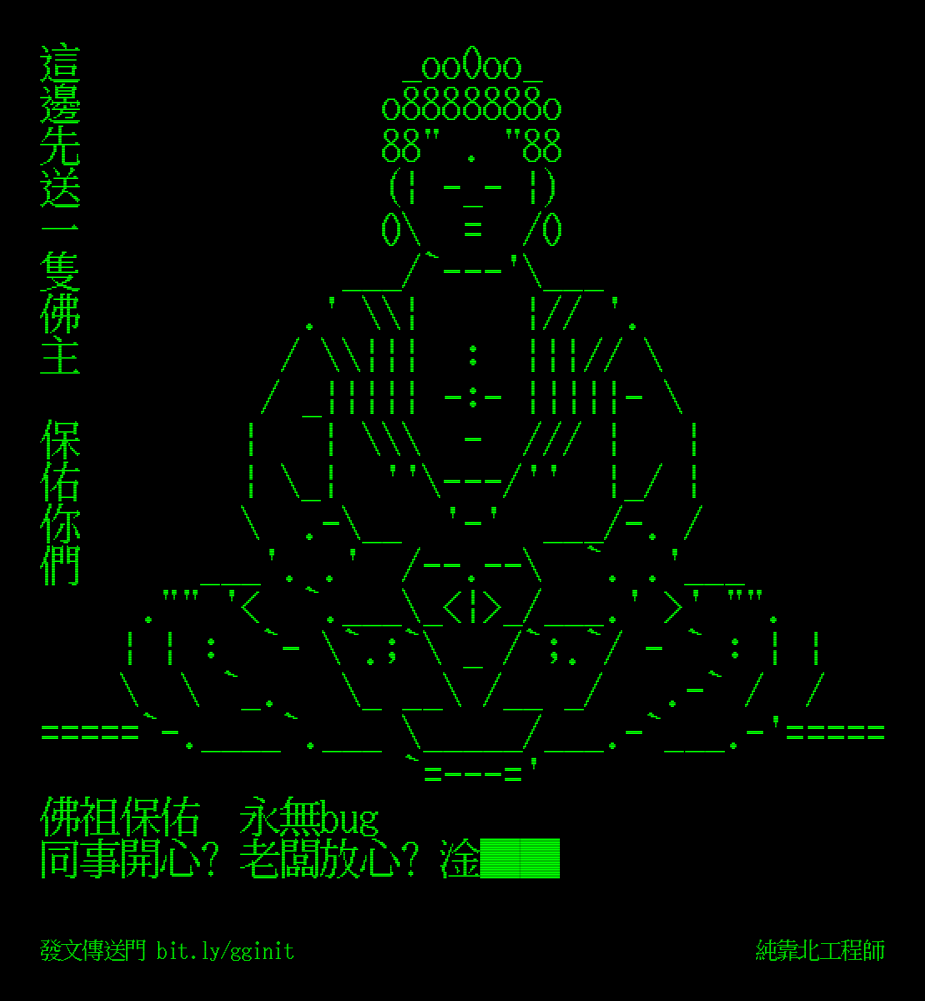 這邊先送一隻佛主 保佑你們
佛祖保佑 永無bug
同事開心? 老闆放心? 淦
發文傳送門 bit.ly/gginit
純靠北工程師